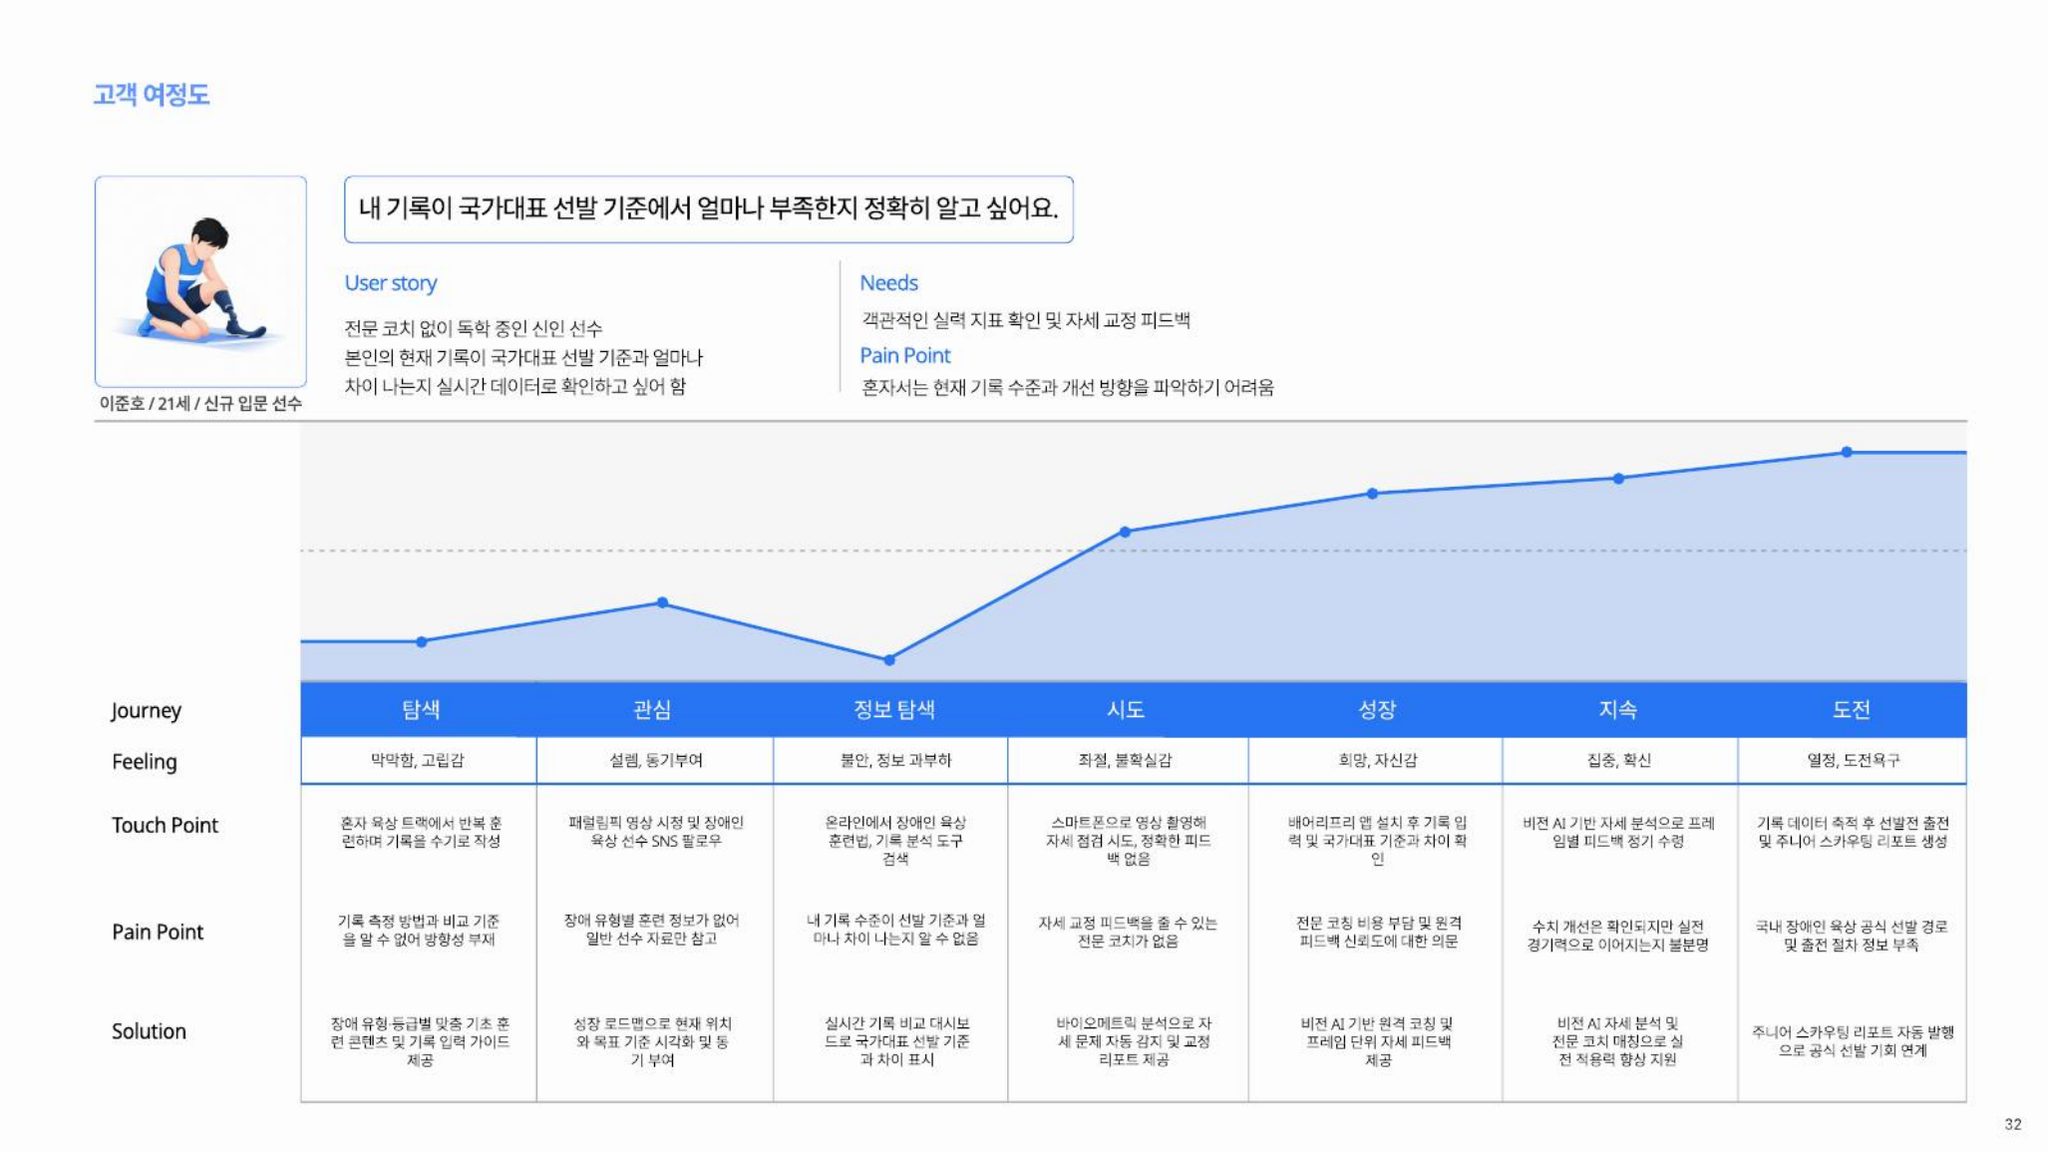 고객 여정도
내 기록이 국가대표 선발 기준에서 얼마나 부족한지 정확히 알고 싶어요.
User story
전문 코치 없이 독학 중인 신인 선수
본인의 현재 기록이 국가대표 선발 기준과 얼마나
차이 나는지 실시간 데이터로 확인하고 싶어 함
Needs
객관적인 실력 지표 확인 및 자세 교정 피드백
Pain Point
혼자서는 현재 기록 수준과 개선 방향을 파악하기 어려움
이준호 / 21세 / 신규 입문 선수
Journey
탐색
관심
정보 탐색
시도
성장
지속
도전
Feeling
막막함, 고립감
설렘, 동기부여
불안, 정보 과부하
좌절, 불확실감
희망, 자신감
집중, 확신
열정, 도전욕구
Touch Point
혼자 육상 트랙에서 반복 훈
련하며 기록을 수기로 작성
패럴림픽 영상 시청 및 장애인
육상 선수 SNS 팔로우
온라인에서 장애인 육상
훈련법, 기록 분석 도구
검색
스마트폰으로 영상 촬영해
자세 점검 시도, 정확한 피드
백 없음
배어리프리 앱 설치 후 기록 입
력 및 국가대표 기준과 차이 확
인
비전 AI 기반 자세 분석으로 프레
임별 피드백 정기 수령
기록 데이터 축적 후 선발전 출전
및 주니어 스카우팅 리포트 생성
Pain Point
기록 측정 방법과 비교 기준
을 알 수 없어 방향성 부재
장애 유형별 훈련 정보가 없어
일반 선수 자료만 참고
내 기록 수준이 선발 기준과 얼
마나 차이 나는지 알 수 없음
자세 교정 피드백을 줄 수 있는
전문 코치가 없음
전문 코칭 비용 부담 및 원격
피드백 신뢰도에 대한 의문
수치 개선은 확인되지만 실전
경기력으로 이어지는지 불분명
국내 장애인 육상 공식 선발 경로
및 출전 절차 정보 부족
Solution
장애 유형·등급별 맞춤 기초 훈
련 콘텐츠 및 기록 입력 가이드
제공
성장 로드맵으로 현재 위치
와 목표 기준 시각화 및 동
기 부여
실시간 기록 비교 대시보
드로 국가대표 선발 기준
과 차이 표시
바이오메트릭 분석으로 자
세 문제 자동 감지 및 교정
리포트 제공
비전 AI 기반 원격 코칭 및
프레임 단위 자세 피드백
제공
비전 AI 자세 분석 및
전문 코치 매칭으로 실
전 적용력 향상 지원
주니어 스카우팅 리포트 자동 발행
으로 공식 선발 기회 연계
32